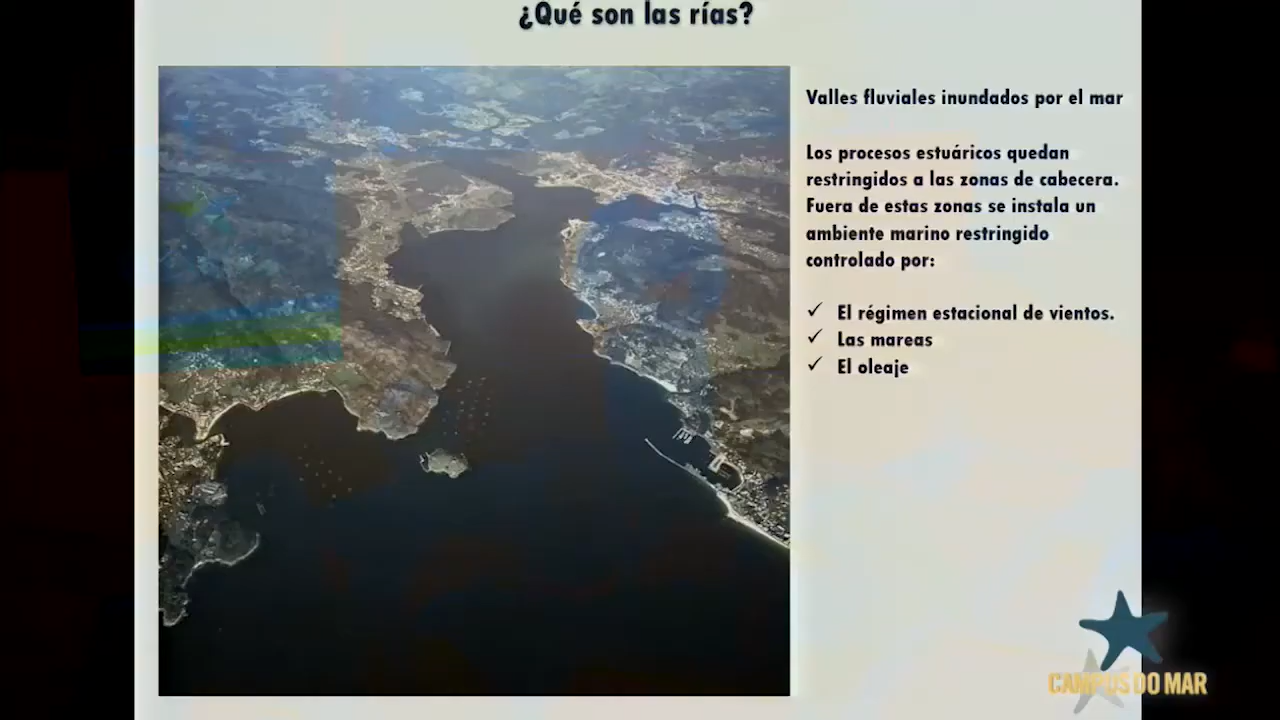 ¿Qué son las rías?
Valles fluviales inundados por el mar
Los procesos estuáricos quedan
restringidos a las zonas de cabecera.
Fuera de estas zonas se instala un
ambiente marino restringido
controlado por:
✓ El régimen estacional de vientos.
✓ Las mareas
✓ El oleaje
CAMPUS DO MAR